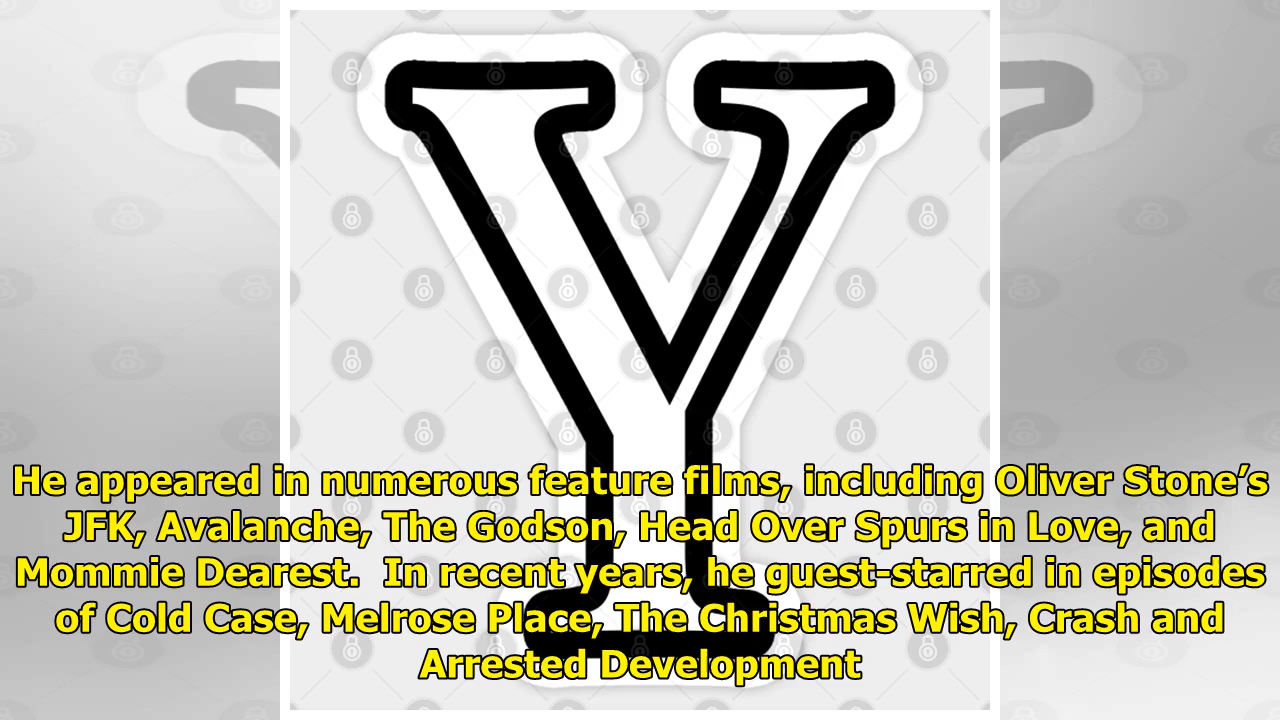 Y
He appeared in numerous feature films, including Oliver Stone’s
JFK, Avalanche, The Godson, Head Over Spurs in Love, and
Mommie Dearest.  In recent years, he guest-starred in episodes
of Cold Case, Melrose Place, The Christmas Wish, Crash and
Arrested Development